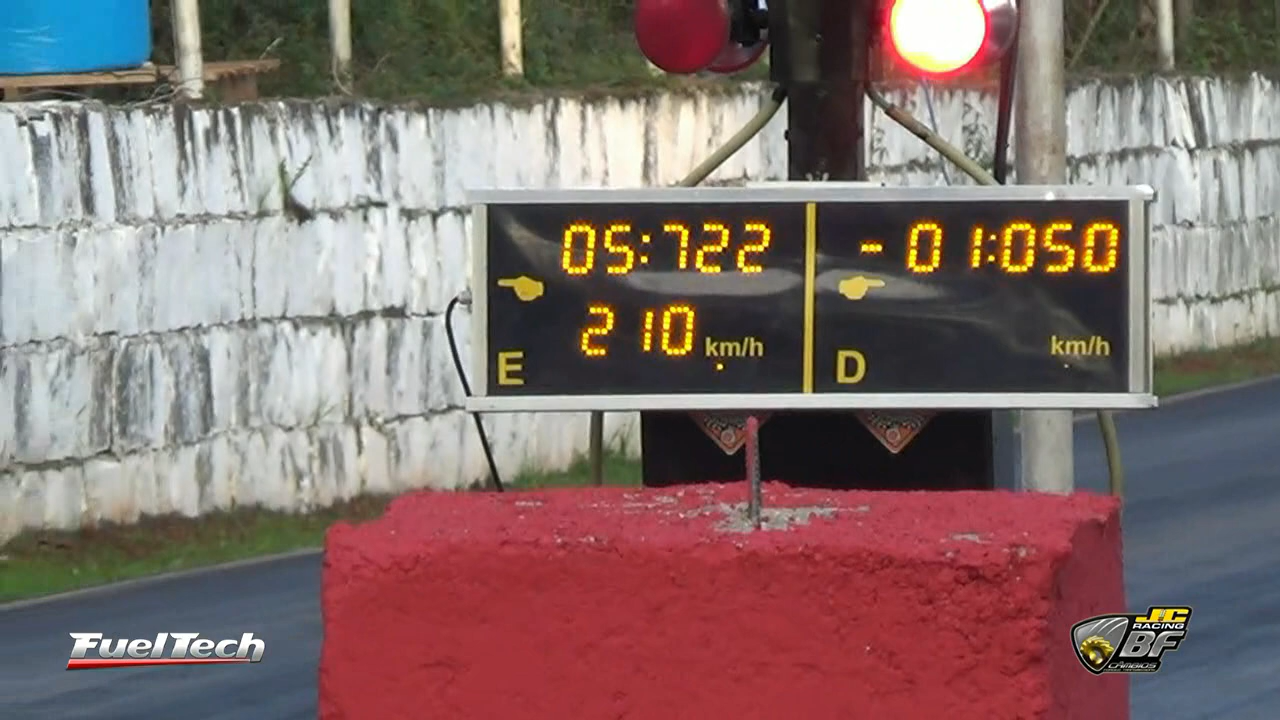 05:722
- 01:050
210 km/h
km/h
E
D
FuelTech
JC
RACING
BF
CÂMBIOS